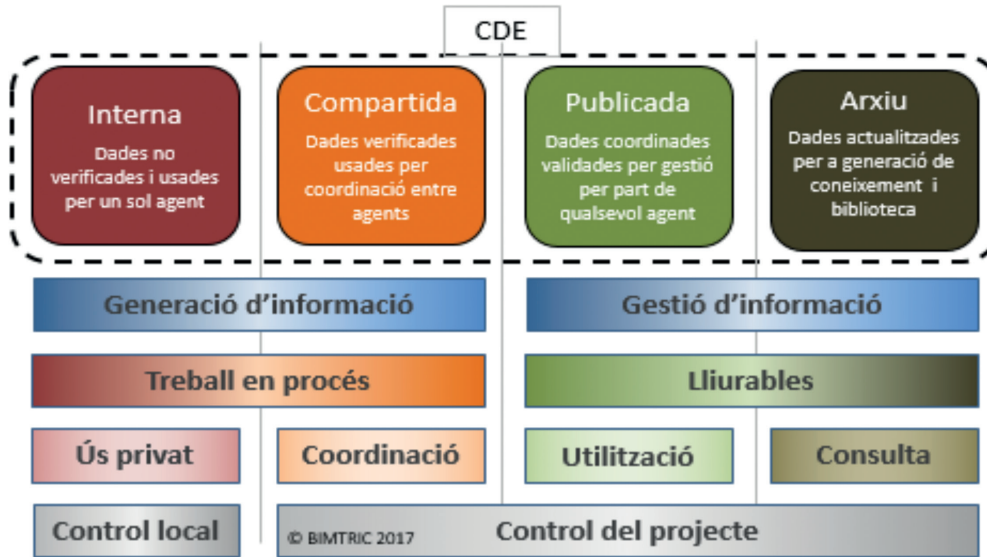 CDE
Interna
Dades no
verificades i usades
per un sol agent
Compartida
Dades verificades
usades per
coordinació entre
agents
Publicada
Dades coordinades
validades per gestió
per part de
qualsevol agent
Arxiu
Dades actualitzades
per a generació de
coneixement i
biblioteca
Generació d’informació
Gestió d’informació
Treball en procés
Lliurables
Ús privat
Coordinació
Utilització
Consulta
Control local
© BIMTRIC 2017
Control del projecte